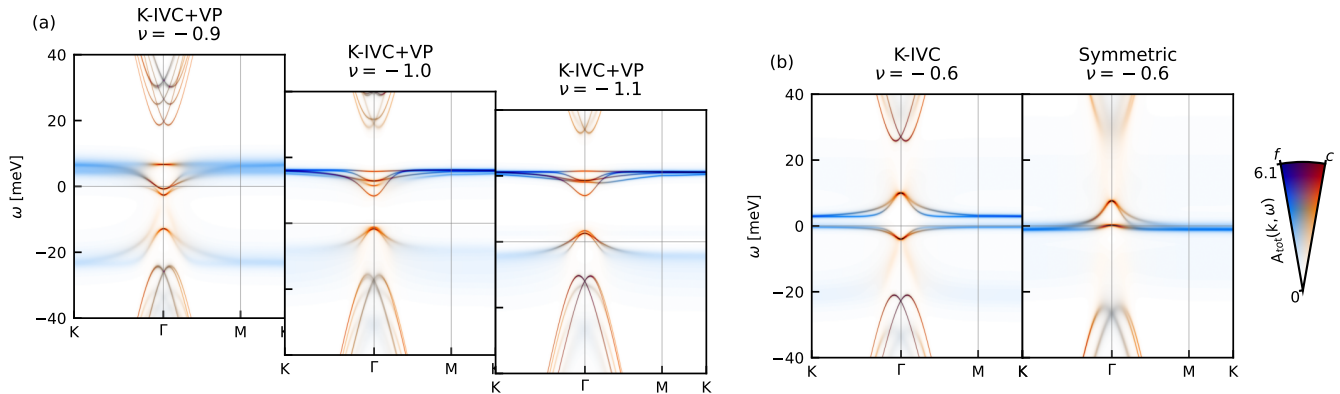 (a)
K-IVC+VP
ν = −0.9
K-IVC+VP
ν = −1.0
K-IVC+VP
ν = −1.1
ω [meV]
40
20
0
−20
−40
K
Γ
M
K
K
Γ
M
K
K
Γ
M
K
(b)
K-IVC
ν = −0.6
Symmetric
ν = −0.6
ω [meV]
40
20
0
−20
−40
K
Γ
M
K
K
Γ
M
K
f
c
6.1
A_tot(k, ω)
0